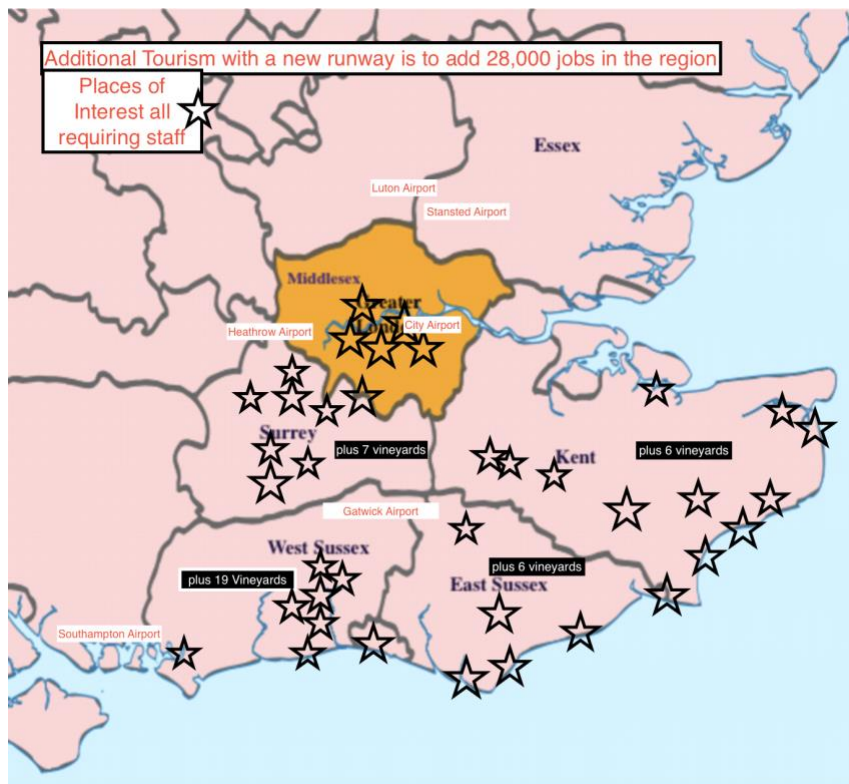 Additional Tourism with a new runway is to add 28,000 jobs in the region
Places of
Interest all
requiring staff
Essex
Luton Airport
Stansted Airport
Middlesex
Greater
London
Heathrow Airport
City Airport
Surrey
plus 7 vineyards
Kent
plus 6 vineyards
Gatwick Airport
West Sussex
plus 19 Vineyards
plus 6 vineyards
East Sussex
Southampton Airport